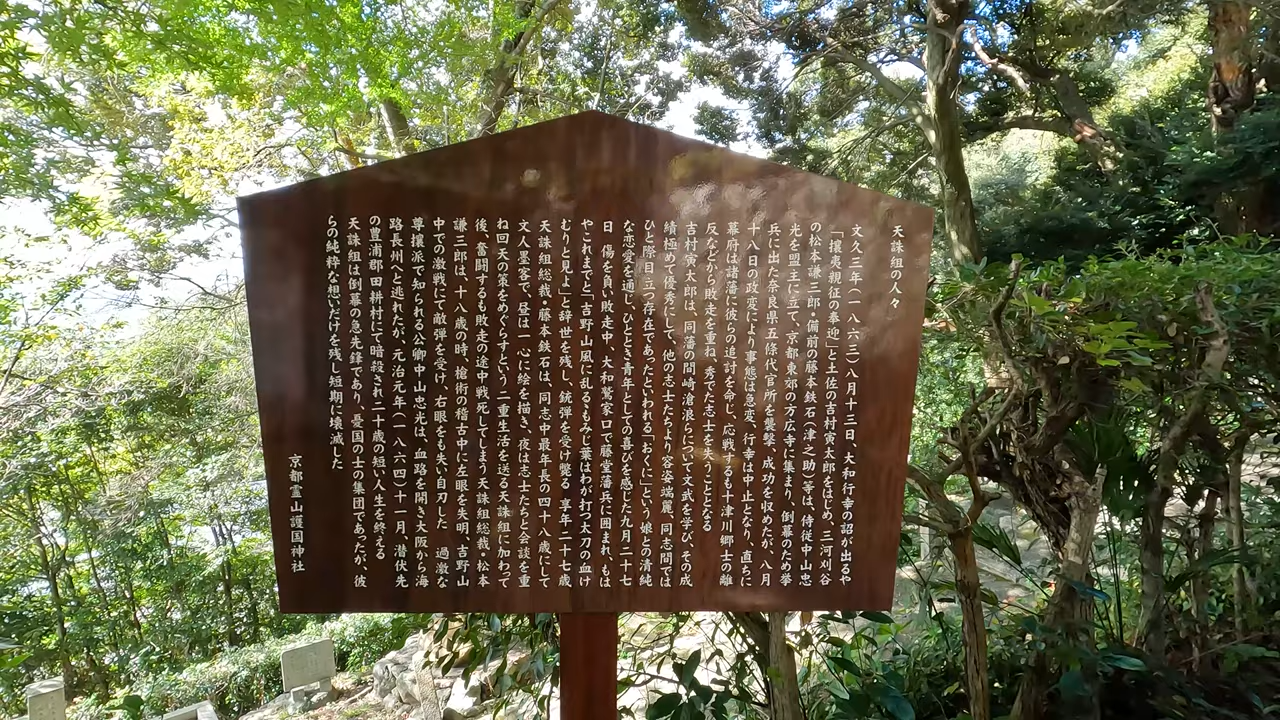 天誅組の人々
文久三年（一八六三）八月十三日、大和行幸の詔が出るや
「攘夷親征の奉迎」と土佐の吉村寅太郎をはじめ、三河刈谷
の松本謙三郎・備前の藤本鉄石（津之助）等は、侍従中山忠
光を盟主に立て、京都東郊の方広寺に集まり、倒幕のため挙
兵に出た奈良県五條代官所を襲撃、成功を収めたが、八月
十八日の政変により事態は急変、行幸は中止となり、直ちに
幕府は諸藩に彼らの追討を命じ、応戦するも十津川郷士の離
反などから敗走を重ね、秀でた志士を失うこととなる
吉村寅太郎は、同藩の間崎滄浪らについて文武を学び、その成
績極めて優秀にして、他の志士たちより容姿端麗、同志間では
ひと際目立つ存在であったといわれる「おくに」という娘との清純
な恋愛を通じ、ひととき青年としての喜びを感じた九月二十七
日 傷を負い敗走中、大和鷲家口で藤堂藩兵に囲まれ、もは
やこれまでと「吉野山風に乱るゝもみじ葉はわが打つ太刀の血け
むりと見よ」と辞世を残し、銃弾を受け斃る 享年二十七歳
天誅組総裁・藤本鉄石は、同志中最年長の四十八歳にして
文人墨客で、昼は一心に絵を描き、夜は志士たちと会談を重
ね回天の策をめぐらすという二重生活を送る天誅組に加わて
後、奮闘するも敗走の途中戦死してしまう天誅組総裁・松本
謙三郎は、十八歳の時、槍術の稽古中に左眼を失明、吉野山
中での激戦にて敵弾を受け、右眼をも失い自刃した 過激な
尊攘派で知られる公卿中山忠光は、血路を開き大阪から海
路長州へと逃れたが、元治元年（一八六四）十一月、潜伏先
の豊浦郡田耕村にて暗殺され二十歳の短い人生を終える
天誅組は倒幕の急先鋒であり、憂国の士の集団であったが、彼
らの純粋な想いだけを残し短期に壊滅した
京都霊山護国神社